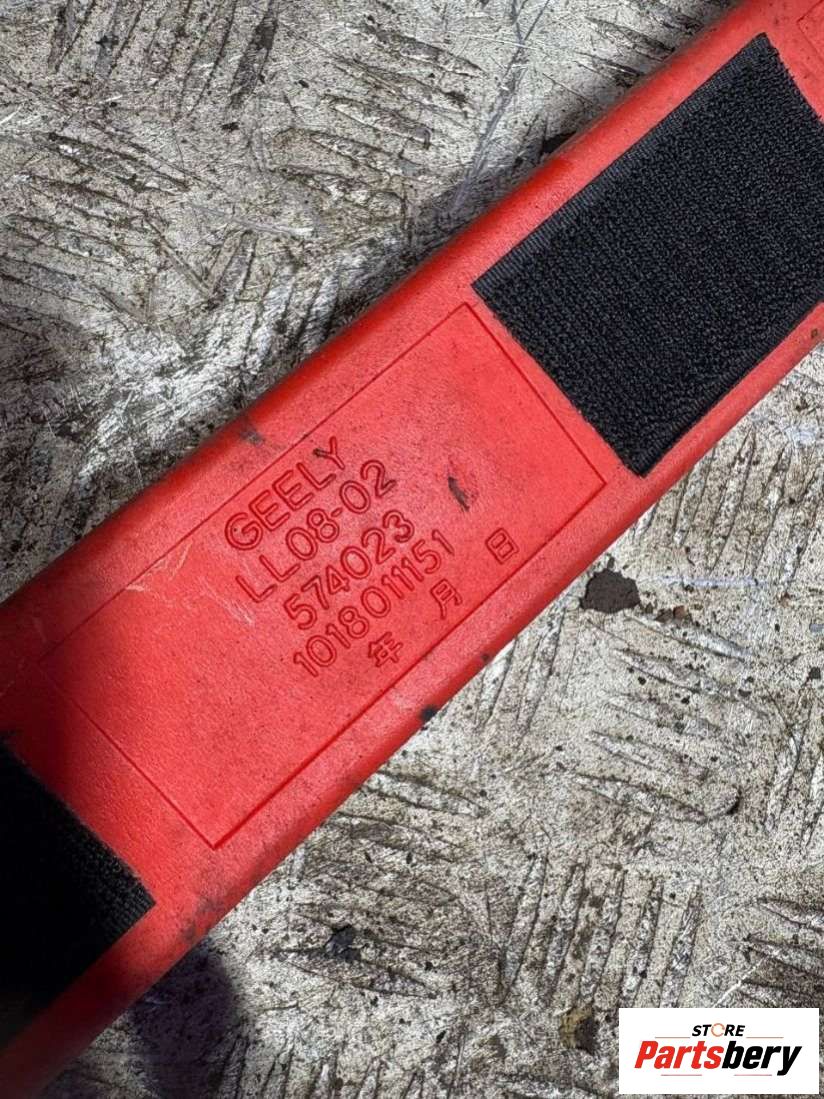 GEELY
LL08-02
574023
1018011151
年 月 日
STORE
Partsbery